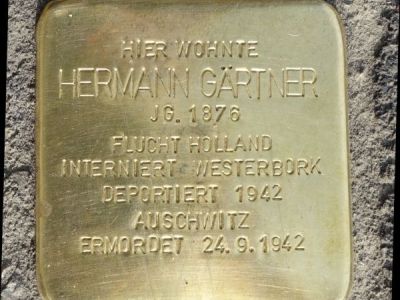 HIER WOHNTE
HERMANN GÄRTNER
JG. 1876
FLUCHT HOLLAND
INTERNIERT WESTERBORK
DEPORTIERT 1942
AUSCHWITZ
ERMORDET 24.9.1942